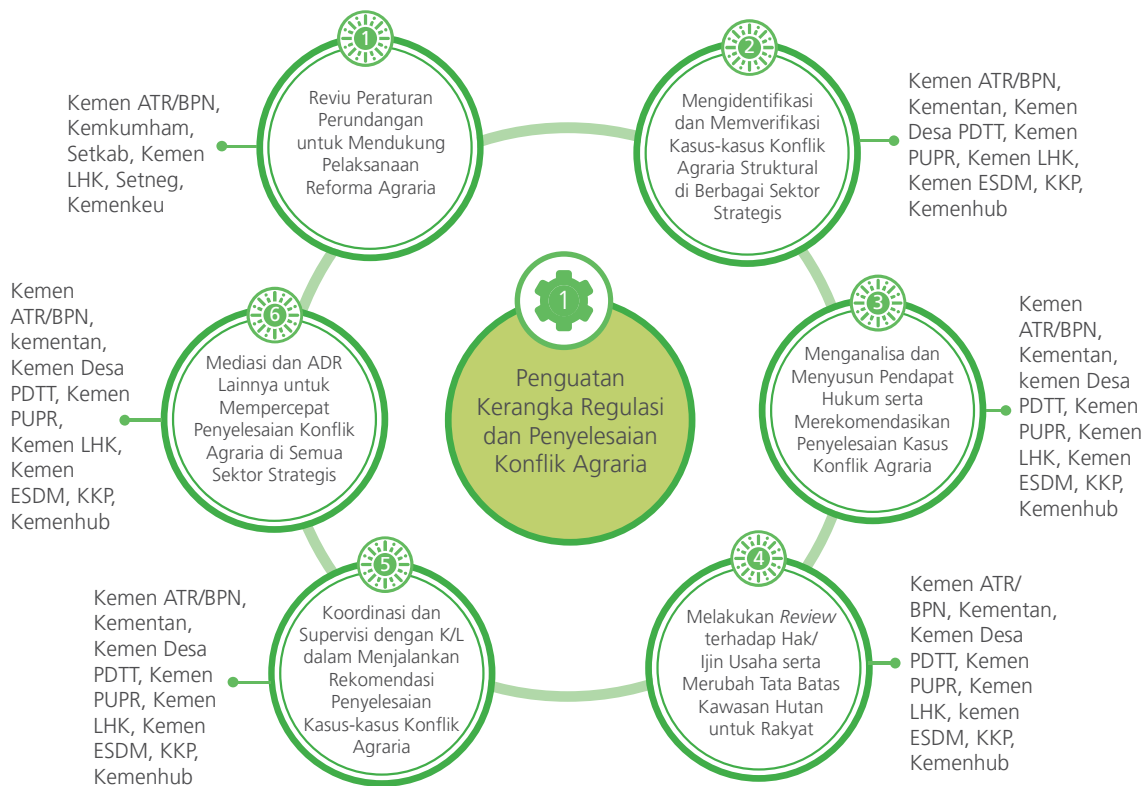 1
Reviu Peraturan
Perundangan
untuk Mendukung
Pelaksanaan
Reforma Agraria
Kemen ATR/BPN,
Kemkumham,
Setkab, Kemen
LHK, Setneg,
Kemenkeu
2
Mengidentifikasi
dan Memverifikasi
Kasus-kasus Konflik
Agraria Struktural
di Berbagai Sektor
Strategis
Kemen ATR/BPN,
Kementan, Kemen
Desa PDTT, Kemen
PUPR, Kemen LHK,
Kemen ESDM, KKP,
Kemenhub
1
Penguatan
Kerangka Regulasi
dan Penyelesaian
Konflik Agraria
3
Menganalisa dan
Menyusun Pendapat
Hukum serta
Merekomendasikan
Penyelesaian Kasus
Konflik Agraria
Kemen
ATR/BPN,
Kementan,
kemen Desa
PDTT, Kemen
PUPR, Kemen
LHK, Kemen
ESDM, KKP,
Kemenhub
4
Melakukan Review
terhadap Hak/
Ijin Usaha serta
Merubah Tata Batas
Kawasan Hutan
untuk Rakyat
Kemen ATR/
BPN, Kementan,
Kemen Desa
PDTT, Kemen
PUPR, Kemen
LHK, kemen
ESDM, KKP,
Kemenhub
5
Koordinasi dan
Supervisi dengan K/L
dalam Menjalankan
Rekomendasi
Penyelesaian
Kasus-kasus Konflik
Agraria
Kemen ATR/BPN,
Kementan,
Kemen Desa
PDTT, Kemen
PUPR, Kemen
LHK, Kemen
ESDM, KKP,
Kemenhub
6
Mediasi dan ADR
Lainnya untuk
Mempercepat
Penyelesaian Konflik
Agraria di Semua
Sektor Strategis
Kemen
ATR/BPN,
kementan,
Kemen Desa
PDTT, Kemen
PUPR,
Kemen LHK,
Kemen
ESDM, KKP,
Kemenhub